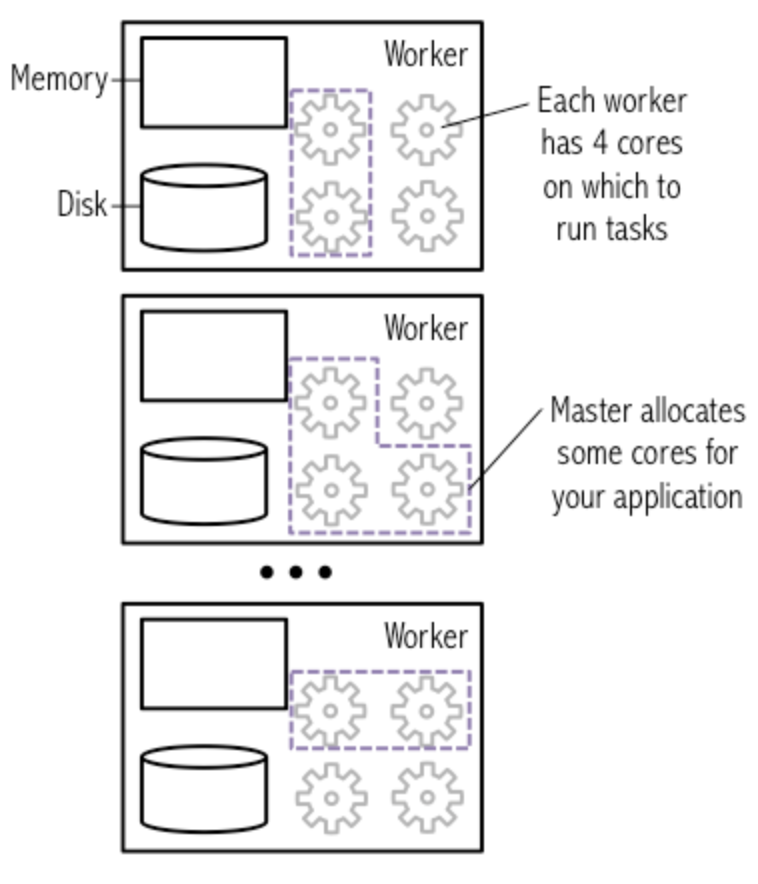 Worker
Memory
Each worker
has 4 cores
on which to
run tasks
Disk
Worker
Master allocates
some cores for
your application
Worker